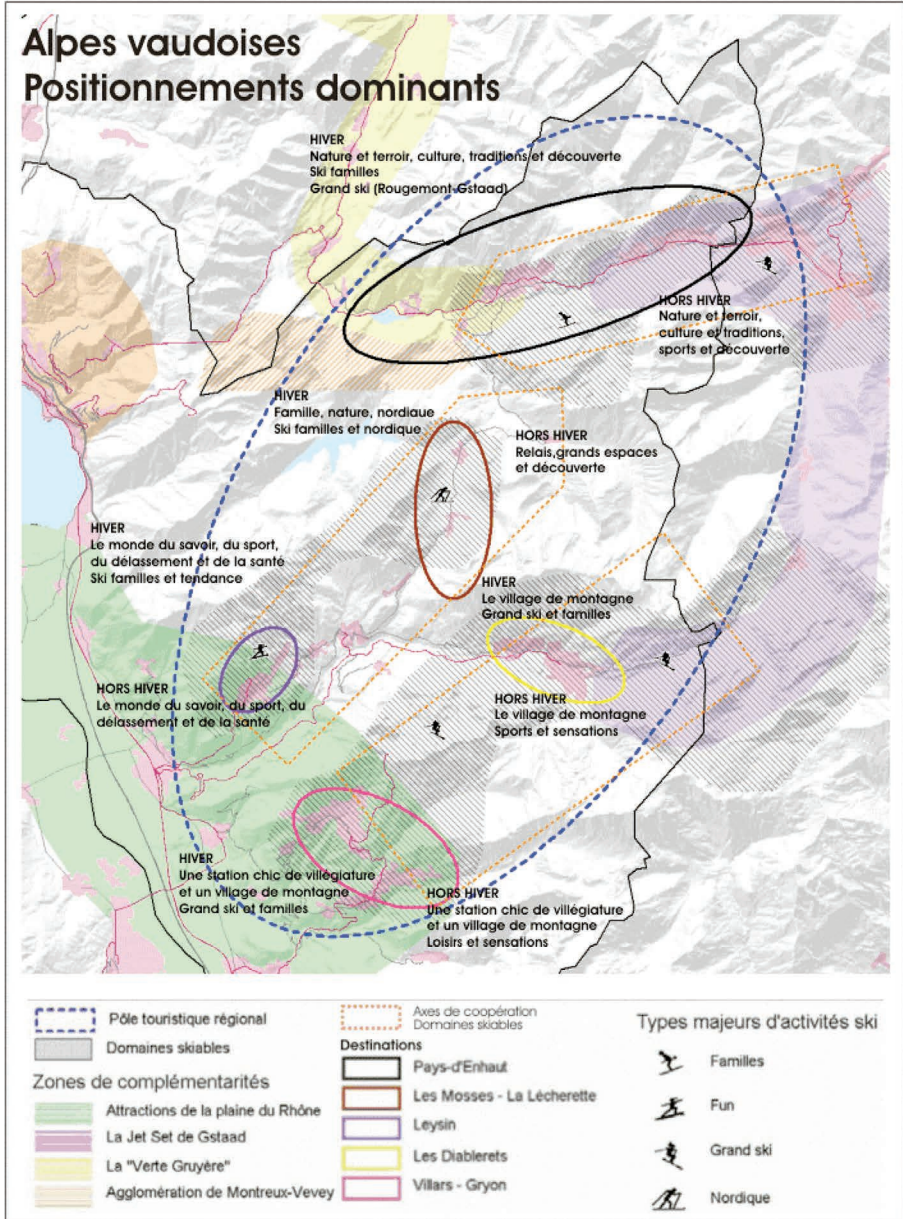 Alpes vaudoises
Positionnements dominants
HIVER
Nature et terroir, culture, traditions et découverte
Ski familles
Grand ski (Rougemont-Gstaad)
HORS HIVER
Nature et terroir,
culture et traditions,
sports et découverte
HIVER
Famille, nature, nordiaue
Ski familles et nordique
HORS HIVER
Relais,grands espaces
et découverte
HIVER
Le monde du savoir, du sport,
du délassement et de la santé
Ski familles et tendance
HIVER
Le village de montagne
Grand ski et familles
HORS HIVER
Le monde du savoir, du sport, du
délassement et de la santé
HORS HIVER
Le village de montagne
Sports et sensations
HIVER
Une station chic de villégiature
et un village de montagne
Grand ski et familles
HORS HIVER
Une station chic de villégiature
et un village de montagne
Loisirs et sensations
Pôle touristique régional
Domaines skiables
Zones de complémentarités
Attractions de la plaine du Rhône
La Jet Set de Gstaad
La "Verte Gruyère"
Agglomération de Montreux-Vevey
Axes de coopération
Domaines skiables
Destinations
Pays-d'Enhaut
Les Mosses - La Lécherette
Leysin
Les Diablerets
Villars - Gryon
Types majeurs d'activités ski
Familles
Fun
Grand ski
Nordique